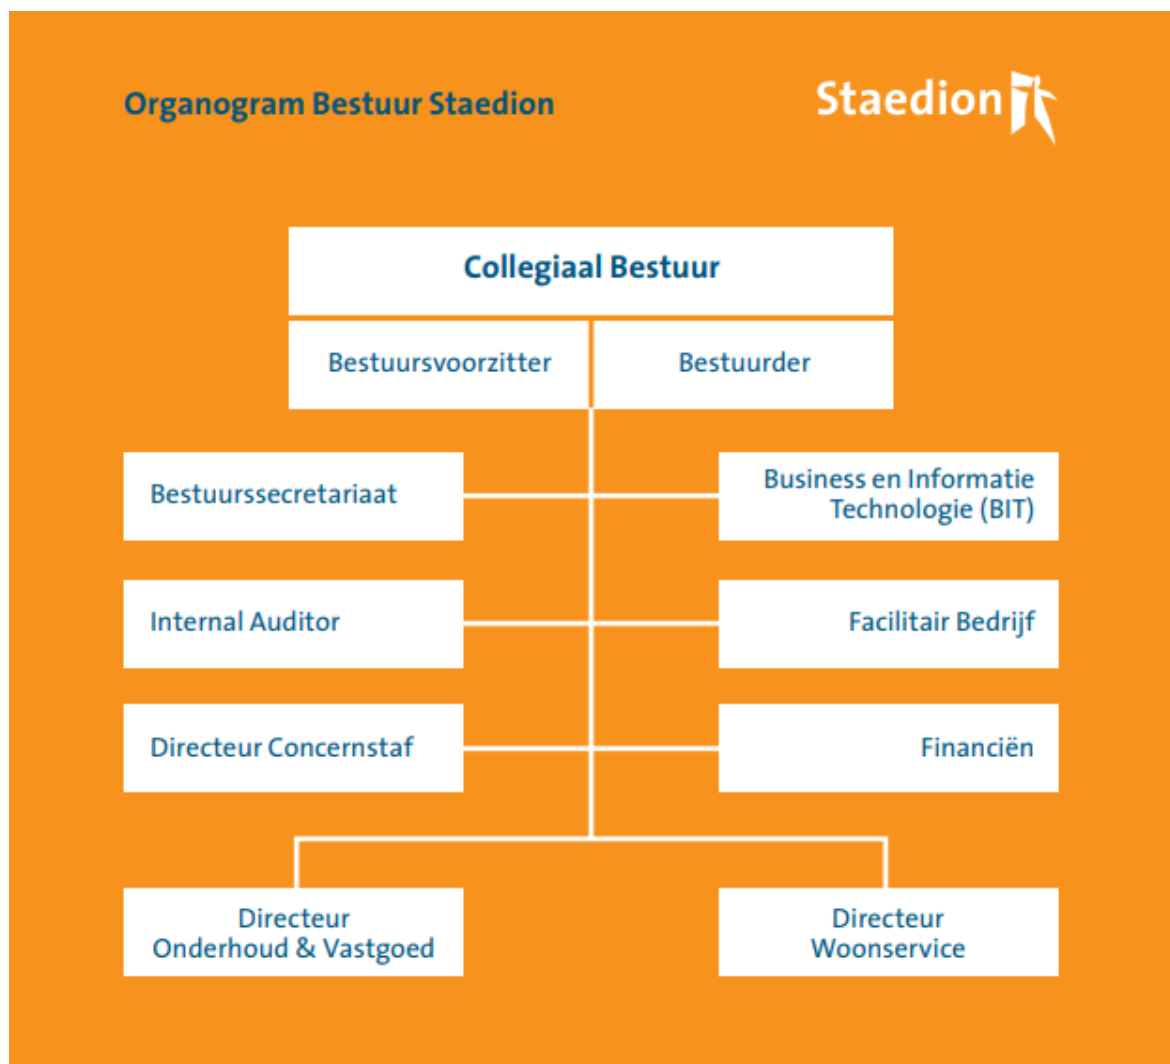 Organogram Bestuur Staedion
Staedion
Collegiaal Bestuur
Bestuursvoorzitter
Bestuurder
Bestuurssecretariaat
Business en Informatie
Technologie (BIT)
Internal Auditor
Facilitair Bedrijf
Directeur Concernstaf
Financiën
Directeur
Onderhoud & Vastgoed
Directeur
Woonservice